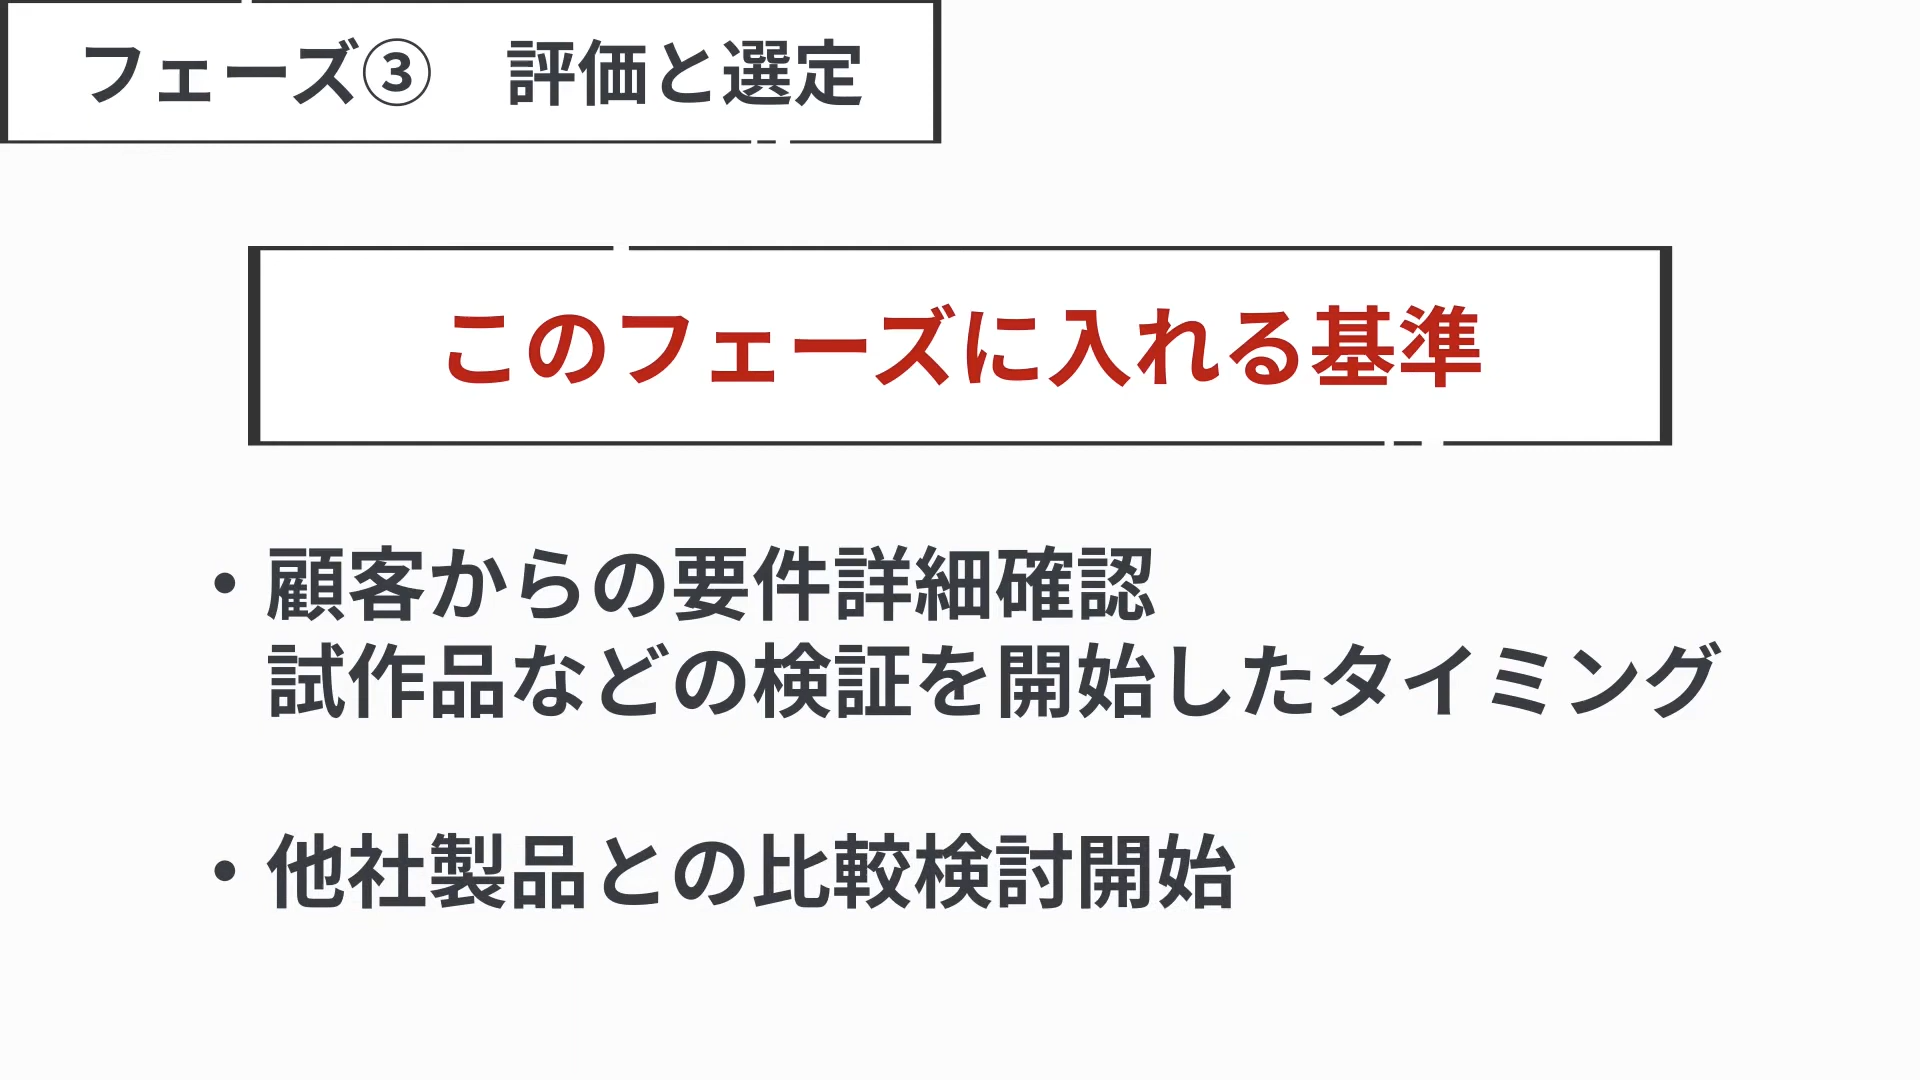 フェーズ③　評価と選定
このフェーズに入れる基準
・顧客からの要件詳細確認
試作品などの検証を開始したタイミング
・他社製品との比較検討開始